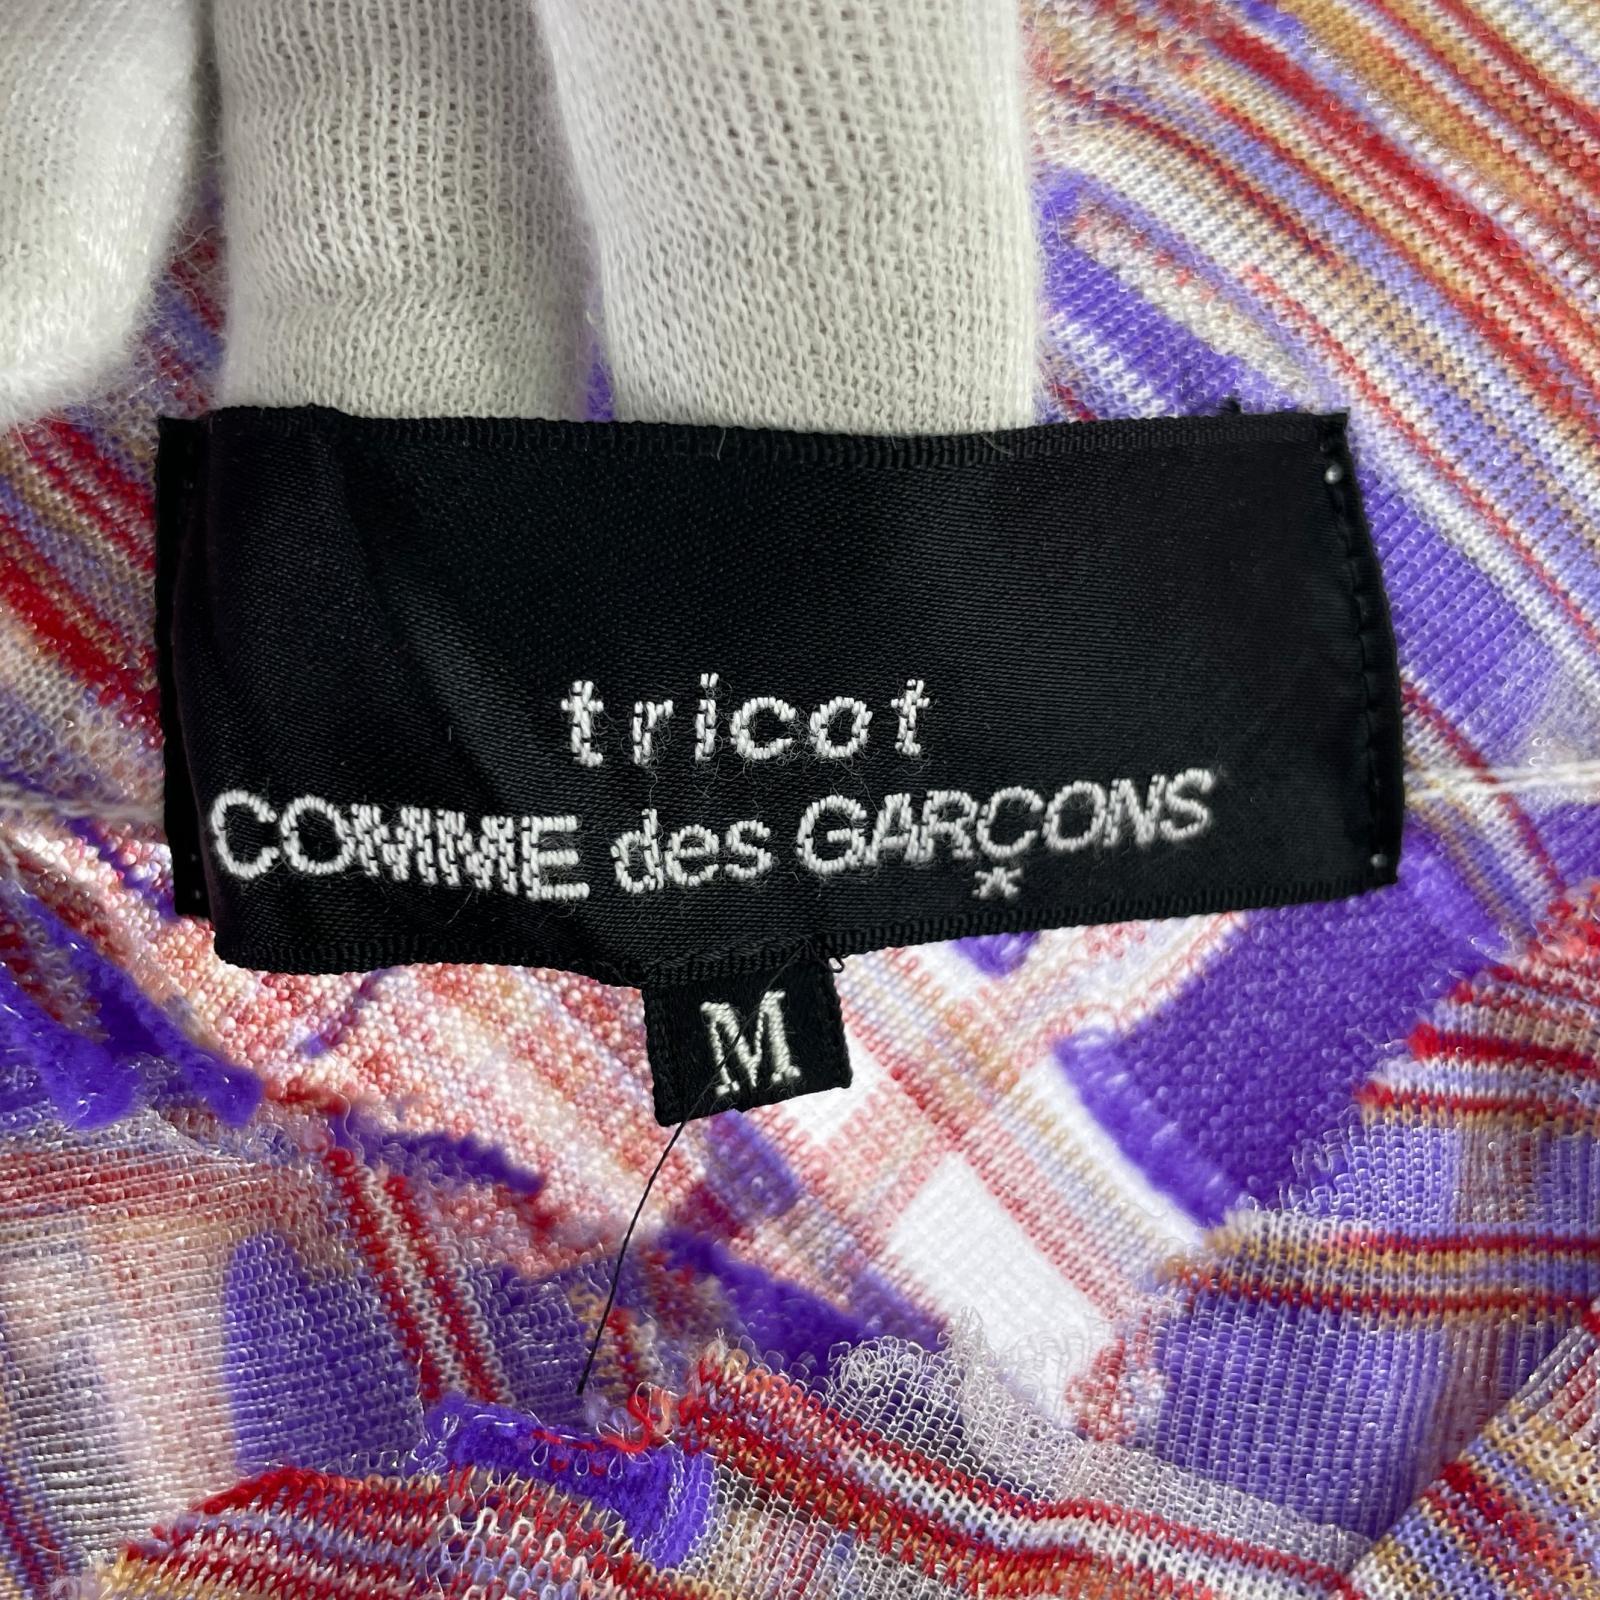 tricot
COMME des GARÇONS
*
M